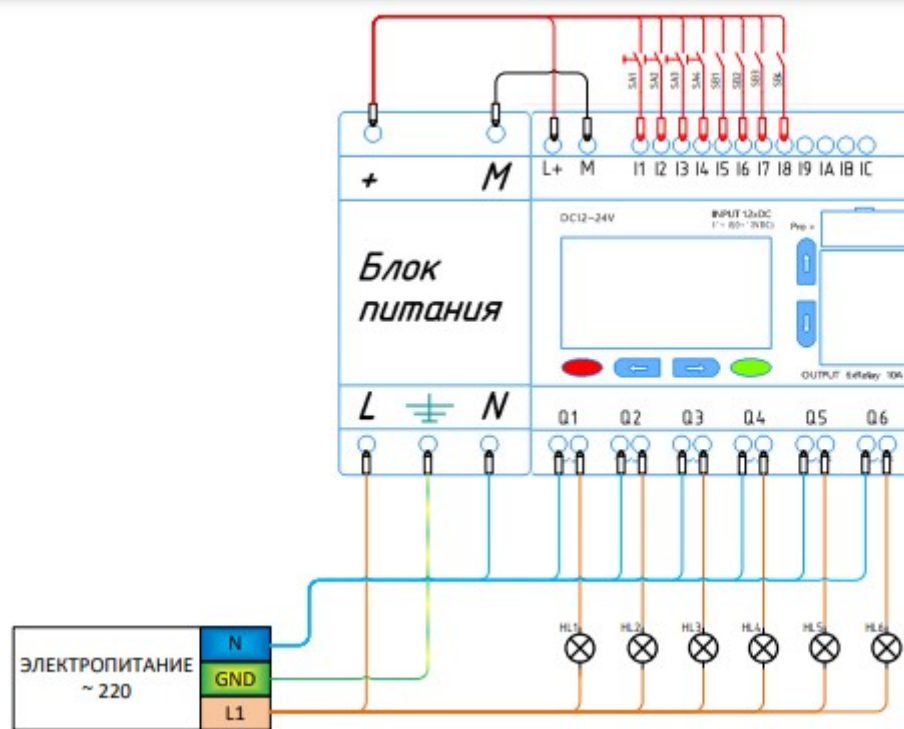 SA1 SA2 SA3 SA4 SB1 SB2 SB3 SB4
+ M L+ M I1 I2 I3 I4 I5 I6 I7 I8 I9 IA IB IC
DC12-24V INPUT 12xDC
Блок
питания
OUTPUT 6xRelay 10A
L N Q1 Q2 Q3 Q4 Q5 Q6
HL1 HL2 HL3 HL4 HL5 HL6
ЭЛЕКТРОПИТАНИЕ
~ 220
N
GND
L1